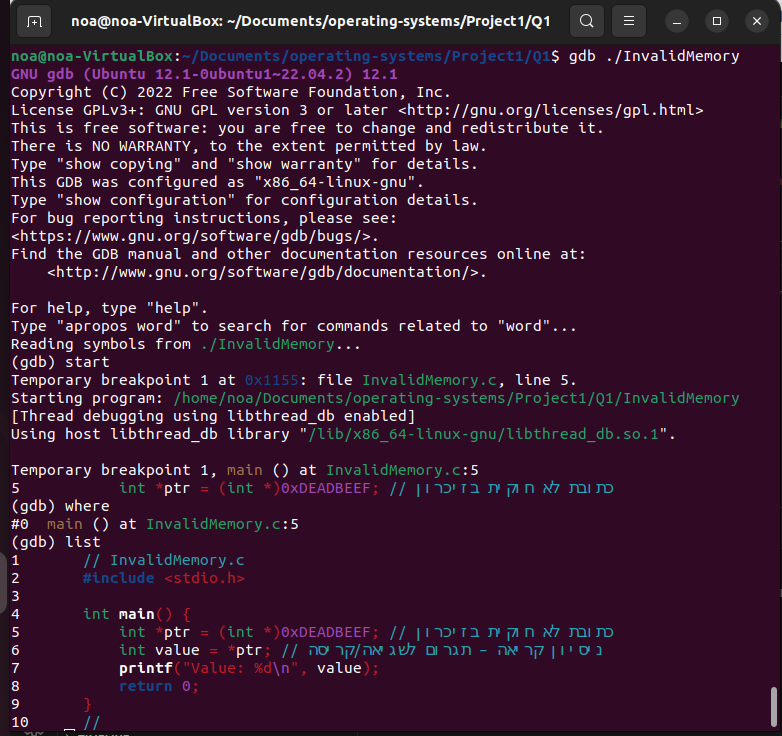 noa@noa-VirtualBox: ~/Documents/operating-systems/Project1/Q1
noa@noa-VirtualBox:~/Documents/operating-systems/Project1/Q1$ gdb ./InvalidMemory
GNU gdb (Ubuntu 12.1-0ubuntu1~22.04.2) 12.1
Copyright (C) 2022 Free Software Foundation, Inc.
License GPLv3+: GNU GPL version 3 or later <http://gnu.org/licenses/gpl.html>
This is free software: you are free to change and redistribute it.
There is NO WARRANTY, to the extent permitted by law.
Type "show copying" and "show warranty" for details.
This GDB was configured as "x86_64-linux-gnu".
Type "show configuration" for configuration details.
For bug reporting instructions, please see:
<https://www.gnu.org/software/gdb/bugs/>.
Find the GDB manual and other documentation resources online at:
    <http://www.gnu.org/software/gdb/documentation/>.

For help, type "help".
Type "apropos word" to search for commands related to "word"...
Reading symbols from ./InvalidMemory...
(gdb) start
Temporary breakpoint 1 at 0x1155: file InvalidMemory.c, line 5.
Starting program: /home/noa/Documents/operating-systems/Project1/Q1/InvalidMemory
[Thread debugging using libthread_db enabled]
Using host libthread_db library "/lib/x86_64-linux-gnu/libthread_db.so.1".

Temporary breakpoint 1, main () at InvalidMemory.c:5
5           int *ptr = (int *)0xDEADBEEF; // כתובת לא חוקית בזיכרון
(gdb) where
#0  main () at InvalidMemory.c:5
(gdb) list
1       // InvalidMemory.c
2       #include <stdio.h>
3
4       int main() {
5           int *ptr = (int *)0xDEADBEEF; // כתובת לא חוקית בזיכרון
6           int value = *ptr; // ניסיון קריאה - תגרום לשגיאה/קריסה
7           printf("Value: %d\n", value);
8           return 0;
9       }
10      //